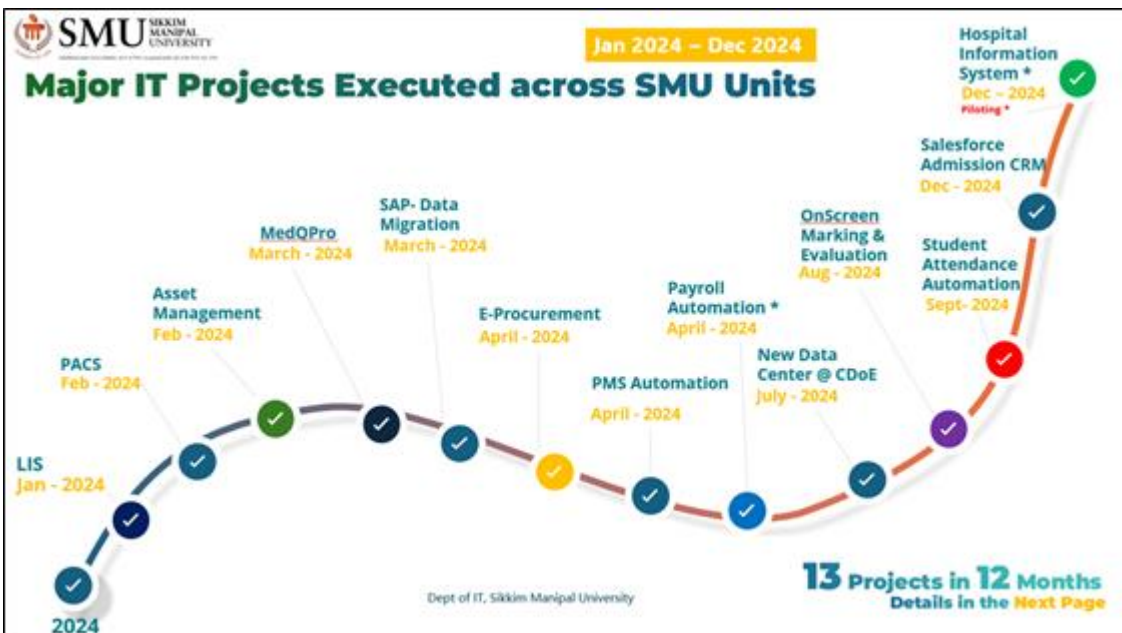 SMU SIKKIM
MANIPAL
UNIVERSITY
Jan 2024 – Dec 2024
Major IT Projects Executed across SMU Units
Hospital
Information
System *
Dec – 2024
Piloting *
Salesforce
Admission CRM
Dec - 2024
Student
Attendance
Automation
Sept- 2024
OnScreen
Marking &
Evaluation
Aug - 2024
New Data
Center @ CDoE
July - 2024
Payroll
Automation *
April - 2024
PMS Automation
April - 2024
E-Procurement
April - 2024
SAP- Data
Migration
March - 2024
MedQPro
March - 2024
Asset
Management
Feb - 2024
PACS
Feb - 2024
LIS
Jan - 2024
2024
Dept of IT, Sikkim Manipal University
13 Projects in 12 Months
Details in the Next Page